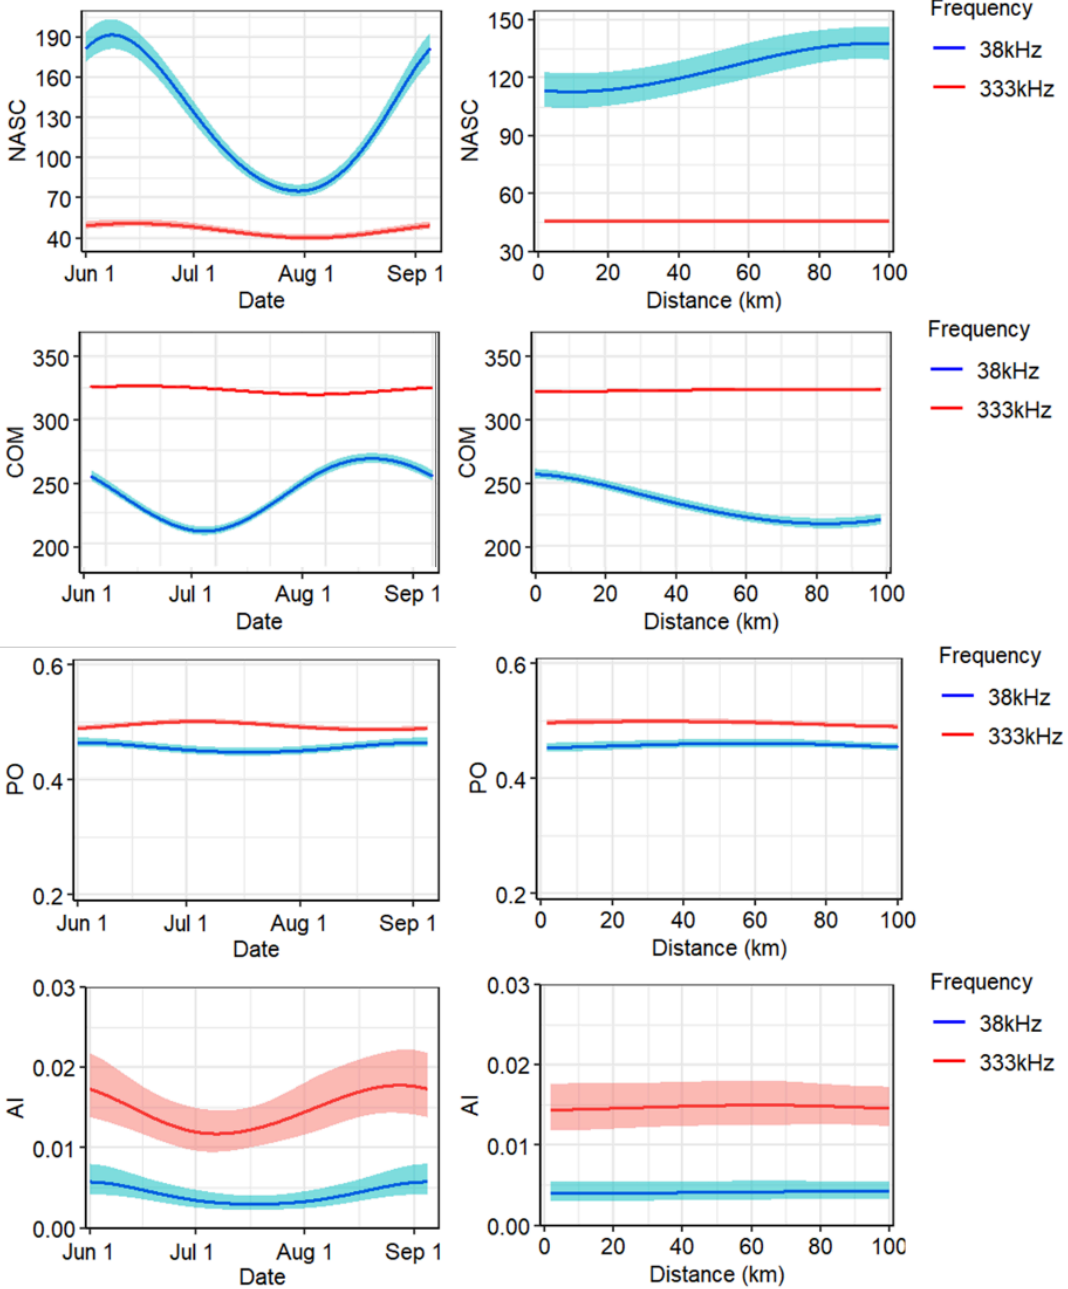 Frequency
38kHz
333kHz
NASC
190
160
130
100
70
40
Jun 1 Jul 1 Aug 1 Sep 1
Date
NASC
150
120
90
60
30
0 20 40 60 80 100
Distance (km)
Frequency
38kHz
333kHz
COM
350
300
250
200
Jun 1 Jul 1 Aug 1 Sep 1
Date
COM
350
300
250
200
0 20 40 60 80 100
Distance (km)
Frequency
38kHz
333kHz
PO
0.6
0.4
0.2
Jun 1 Jul 1 Aug 1 Sep 1
Date
PO
0.6
0.4
0.2
0 20 40 60 80 100
Distance (km)
Frequency
38kHz
333kHz
AI
0.03
0.02
0.01
0.00
Jun 1 Jul 1 Aug 1 Sep 1
Date
AI
0.03
0.02
0.01
0.00
0 20 40 60 80 100
Distance (km)